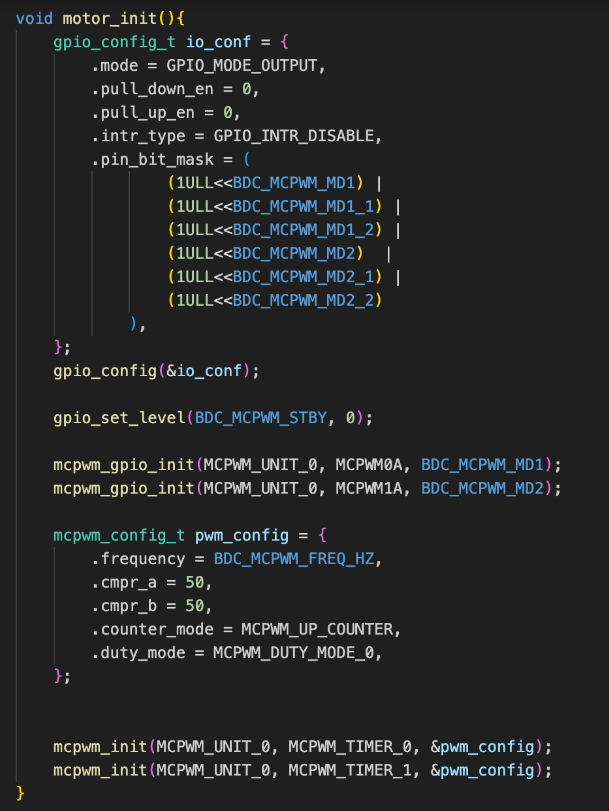 void motor_init(){
    gpio_config_t io_conf = {
        .mode = GPIO_MODE_OUTPUT,
        .pull_down_en = 0,
        .pull_up_en = 0,
        .intr_type = GPIO_INTR_DISABLE,
        .pin_bit_mask = (
                (1ULL<<BDC_MCPWM_MD1) |
                (1ULL<<BDC_MCPWM_MD1_1) |
                (1ULL<<BDC_MCPWM_MD1_2) |
                (1ULL<<BDC_MCPWM_MD2)  |
                (1ULL<<BDC_MCPWM_MD2_1) |
                (1ULL<<BDC_MCPWM_MD2_2)
            ),
    };
    gpio_config(&io_conf);

    gpio_set_level(BDC_MCPWM_STBY, 0);

    mcpwm_gpio_init(MCPWM_UNIT_0, MCPWM0A, BDC_MCPWM_MD1);
    mcpwm_gpio_init(MCPWM_UNIT_0, MCPWM1A, BDC_MCPWM_MD2);

    mcpwm_config_t pwm_config = {
        .frequency = BDC_MCPWM_FREQ_HZ,
        .cmpr_a = 50,
        .cmpr_b = 50,
        .counter_mode = MCPWM_UP_COUNTER,
        .duty_mode = MCPWM_DUTY_MODE_0,
    };


    mcpwm_init(MCPWM_UNIT_0, MCPWM_TIMER_0, &pwm_config);
    mcpwm_init(MCPWM_UNIT_0, MCPWM_TIMER_1, &pwm_config);
}